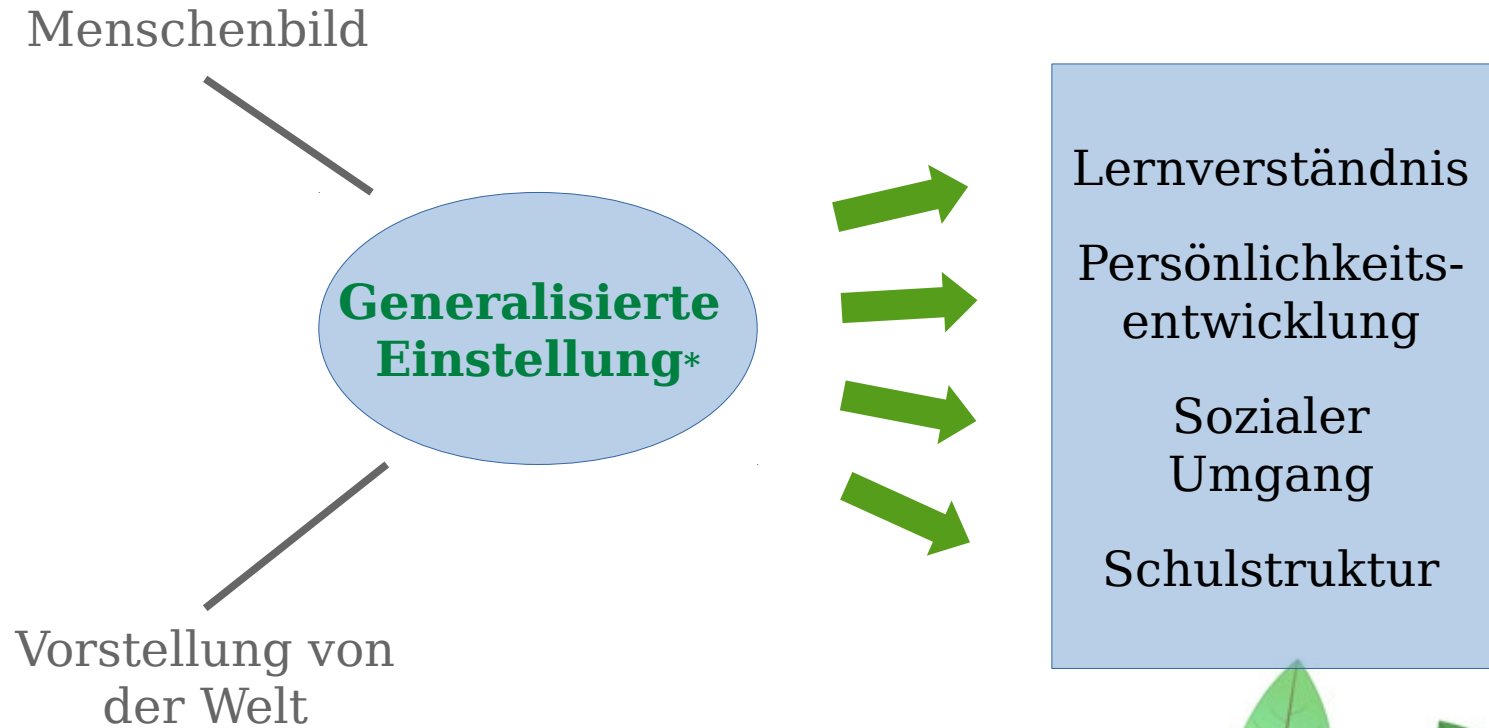 Menschenbild
Generalisierte
Einstellung*
Vorstellung von
der Welt
Lernverständnis
Persönlichkeits-
entwicklung
Sozialer
Umgang
Schulstruktur